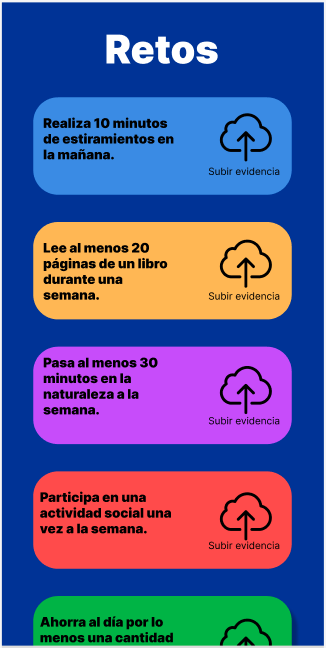 Retos
Realiza 10 minutos
de estiramientos en
la mañana.
Subir evidencia
Lee al menos 20
páginas de un libro
durante una
semana.
Subir evidencia
Pasa al menos 30
minutos en la
naturaleza a la
semana.
Subir evidencia
Participa en una
actividad social una
vez a la semana.
Subir evidencia
Ahorra al día por lo
menos una cantidad